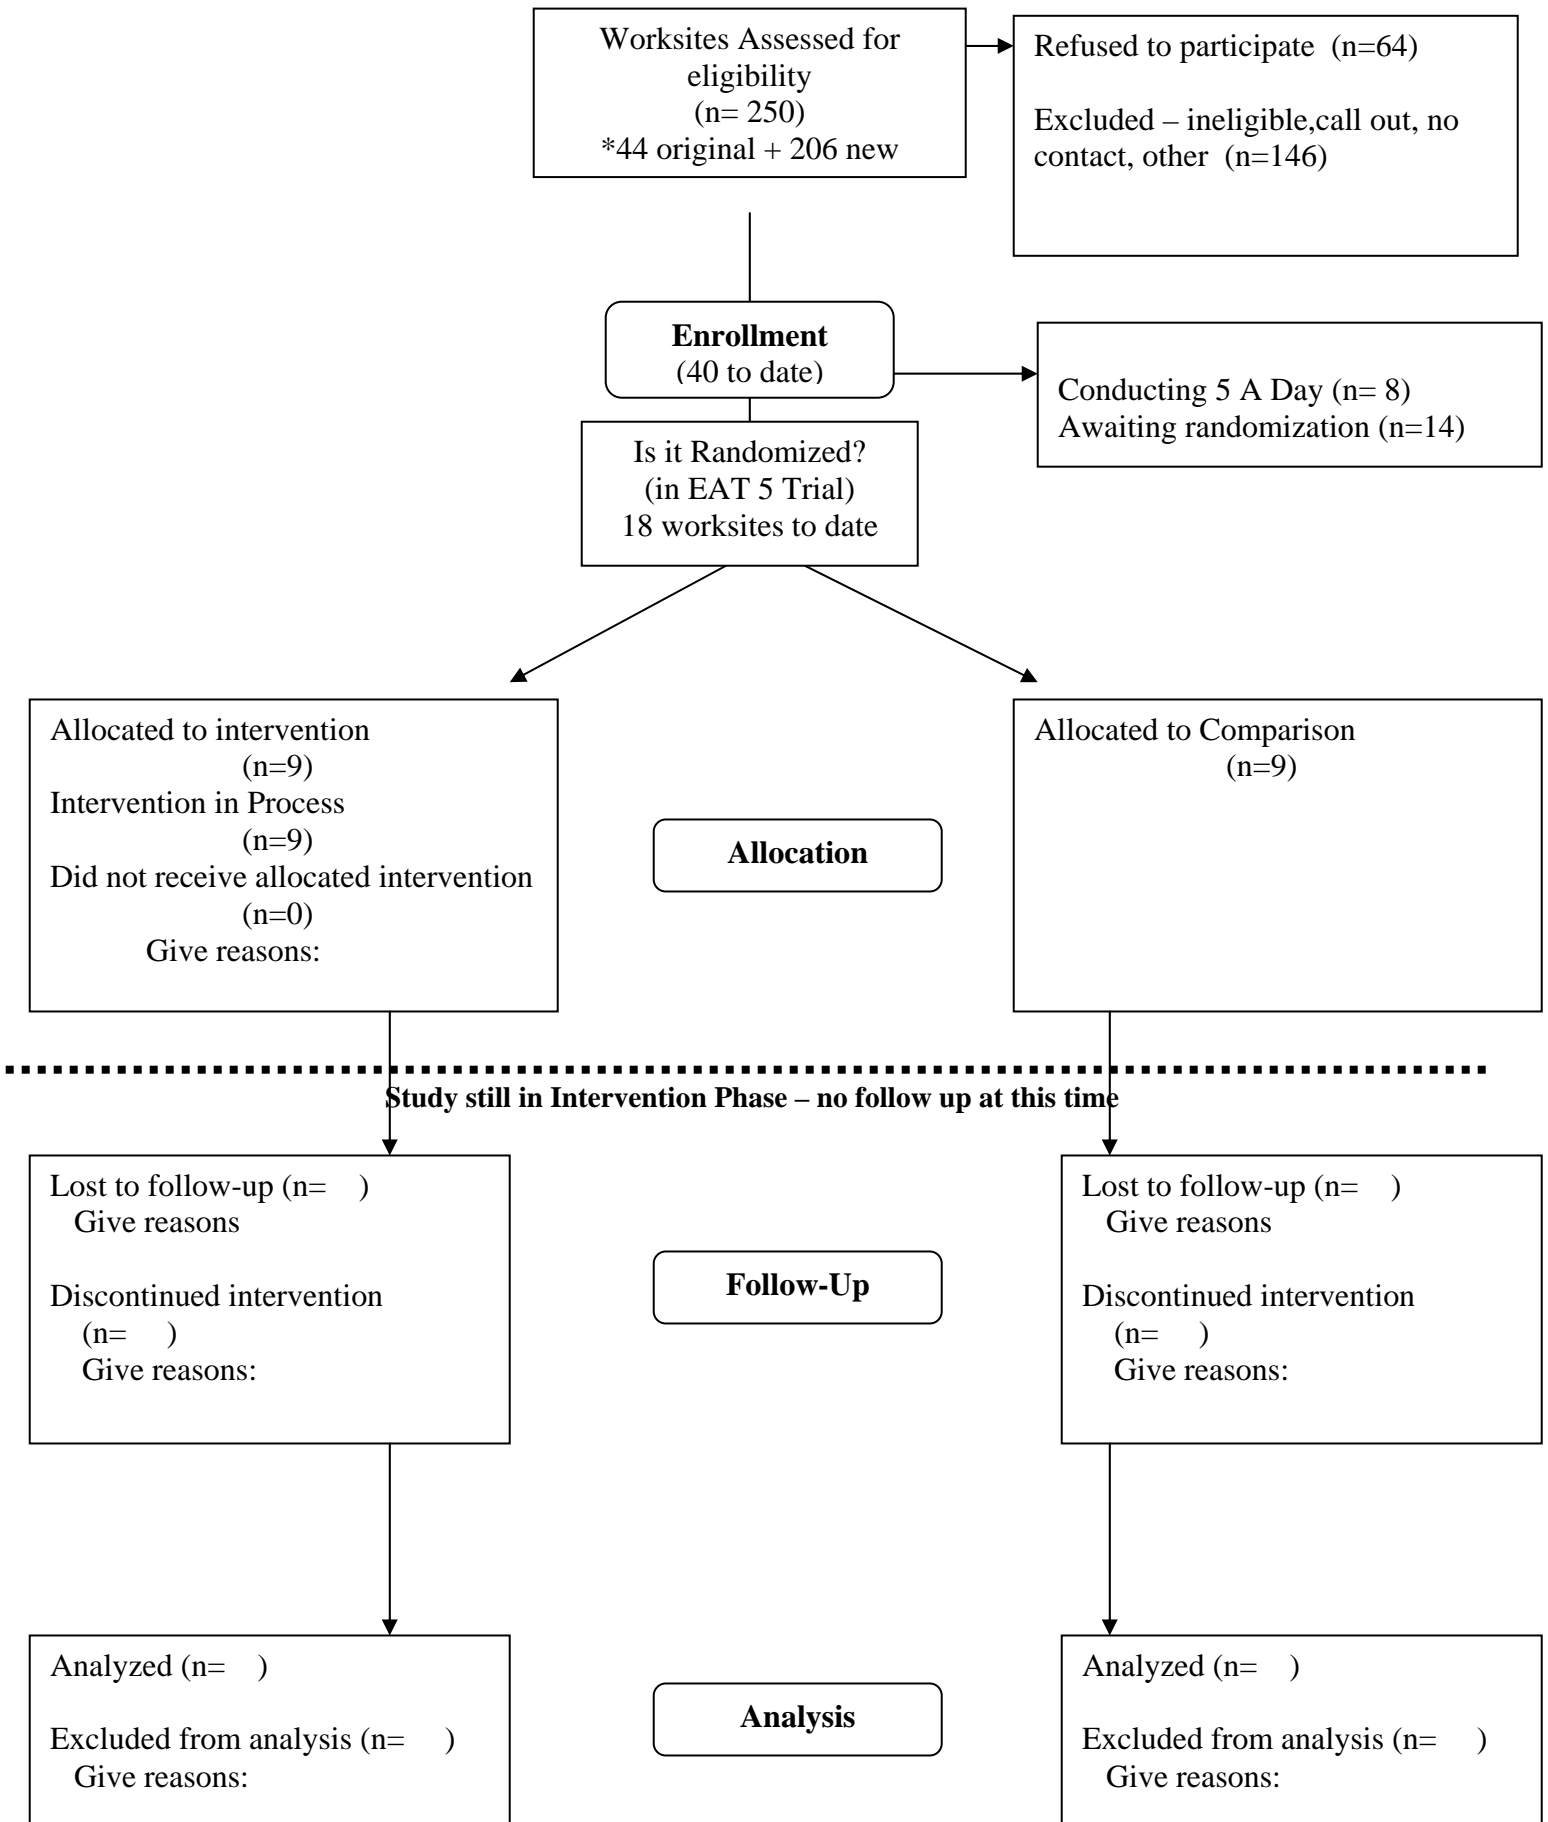 Worksites Assessed for
eligibility
(n= 250)
*44 original + 206 new
Refused to participate  (n=64)
Excluded – ineligible,call out, no
contact, other  (n=146)
Enrollment
(40 to date)
Conducting 5 A Day (n= 8)
Awaiting randomization (n=14)
Is it Randomized?
(in EAT 5 Trial)
18 worksites to date
Allocated to intervention
(n=9)
Intervention in Process
(n=9)
Did not receive allocated intervention
(n=0)
Give reasons:
Allocation
Allocated to Comparison
(n=9)
Study still in Intervention Phase – no follow up at this time
Lost to follow-up (n=    )
Give reasons
Discontinued intervention
(n=    )
Give reasons:
Follow-Up
Lost to follow-up (n=    )
Give reasons
Discontinued intervention
(n=    )
Give reasons:
Analyzed (n=    )
Excluded from analysis (n=    )
Give reasons:
Analysis
Analyzed (n=    )
Excluded from analysis (n=    )
Give reasons: